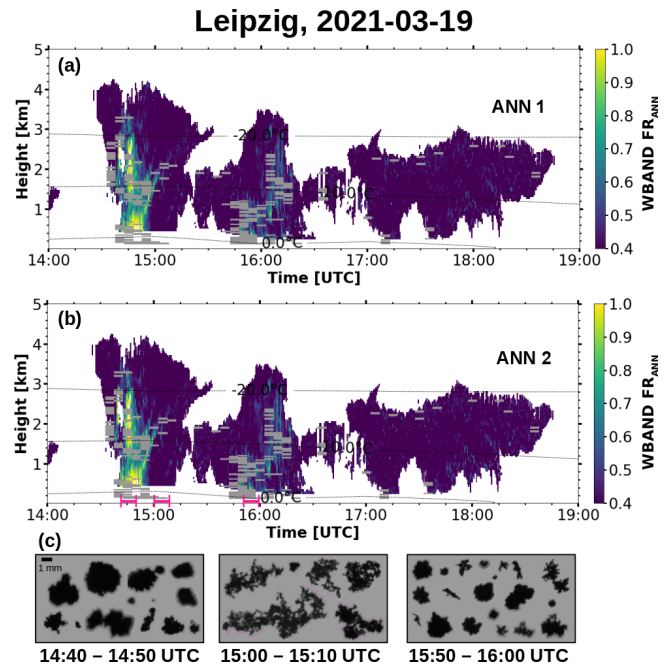 Leipzig, 2021-03-19
(a)
ANN 1
Height [km]
5
4
3
2
1
-20.0°C
-10.0°C
0.0°C
14:00 15:00 16:00 17:00 18:00 19:00
Time [UTC]
1.0
0.9
0.8
0.7
0.6
0.5
0.4
WBAND FR_ANN
(b)
ANN 2
Height [km]
5
4
3
2
1
-20.0°C
-10.0°C
0.0°C
14:00 15:00 16:00 17:00 18:00 19:00
Time [UTC]
1.0
0.9
0.8
0.7
0.6
0.5
0.4
WBAND FR_ANN
(c)
1 mm
14:40 – 14:50 UTC 15:00 – 15:10 UTC 15:50 – 16:00 UTC